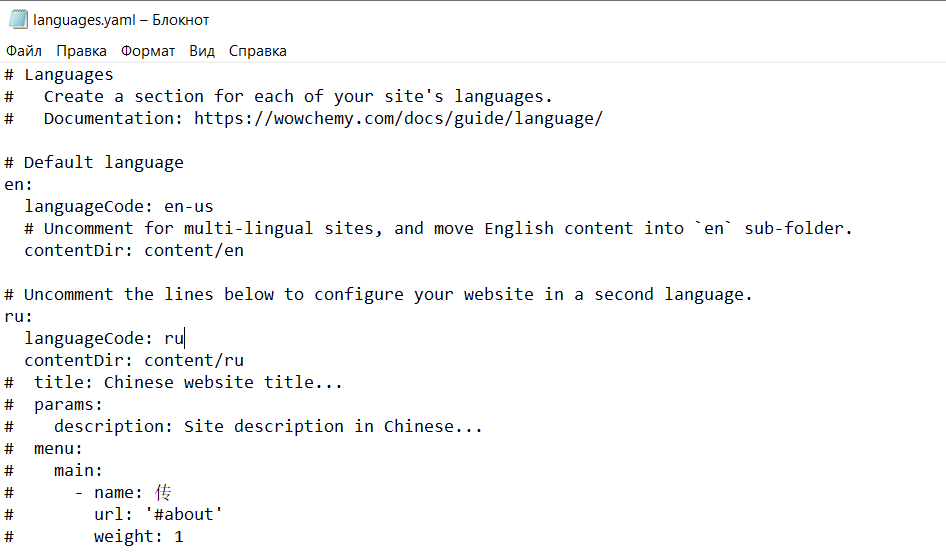 languages.yaml – Блокнот
Файл Правка Формат Вид Справка
# Languages
#   Create a section for each of your site's languages.
#   Documentation: https://wowchemy.com/docs/guide/language/

# Default language
en:
  languageCode: en-us
  # Uncomment for multi-lingual sites, and move English content into `en` sub-folder.
  contentDir: content/en

# Uncomment the lines below to configure your website in a second language.
ru:
  languageCode: ru
  contentDir: content/ru
#  title: Chinese website title...
#  params:
#    description: Site description in Chinese...
#  menu:
#    main:
#      - name: 传
#        url: '#about'
#        weight: 1